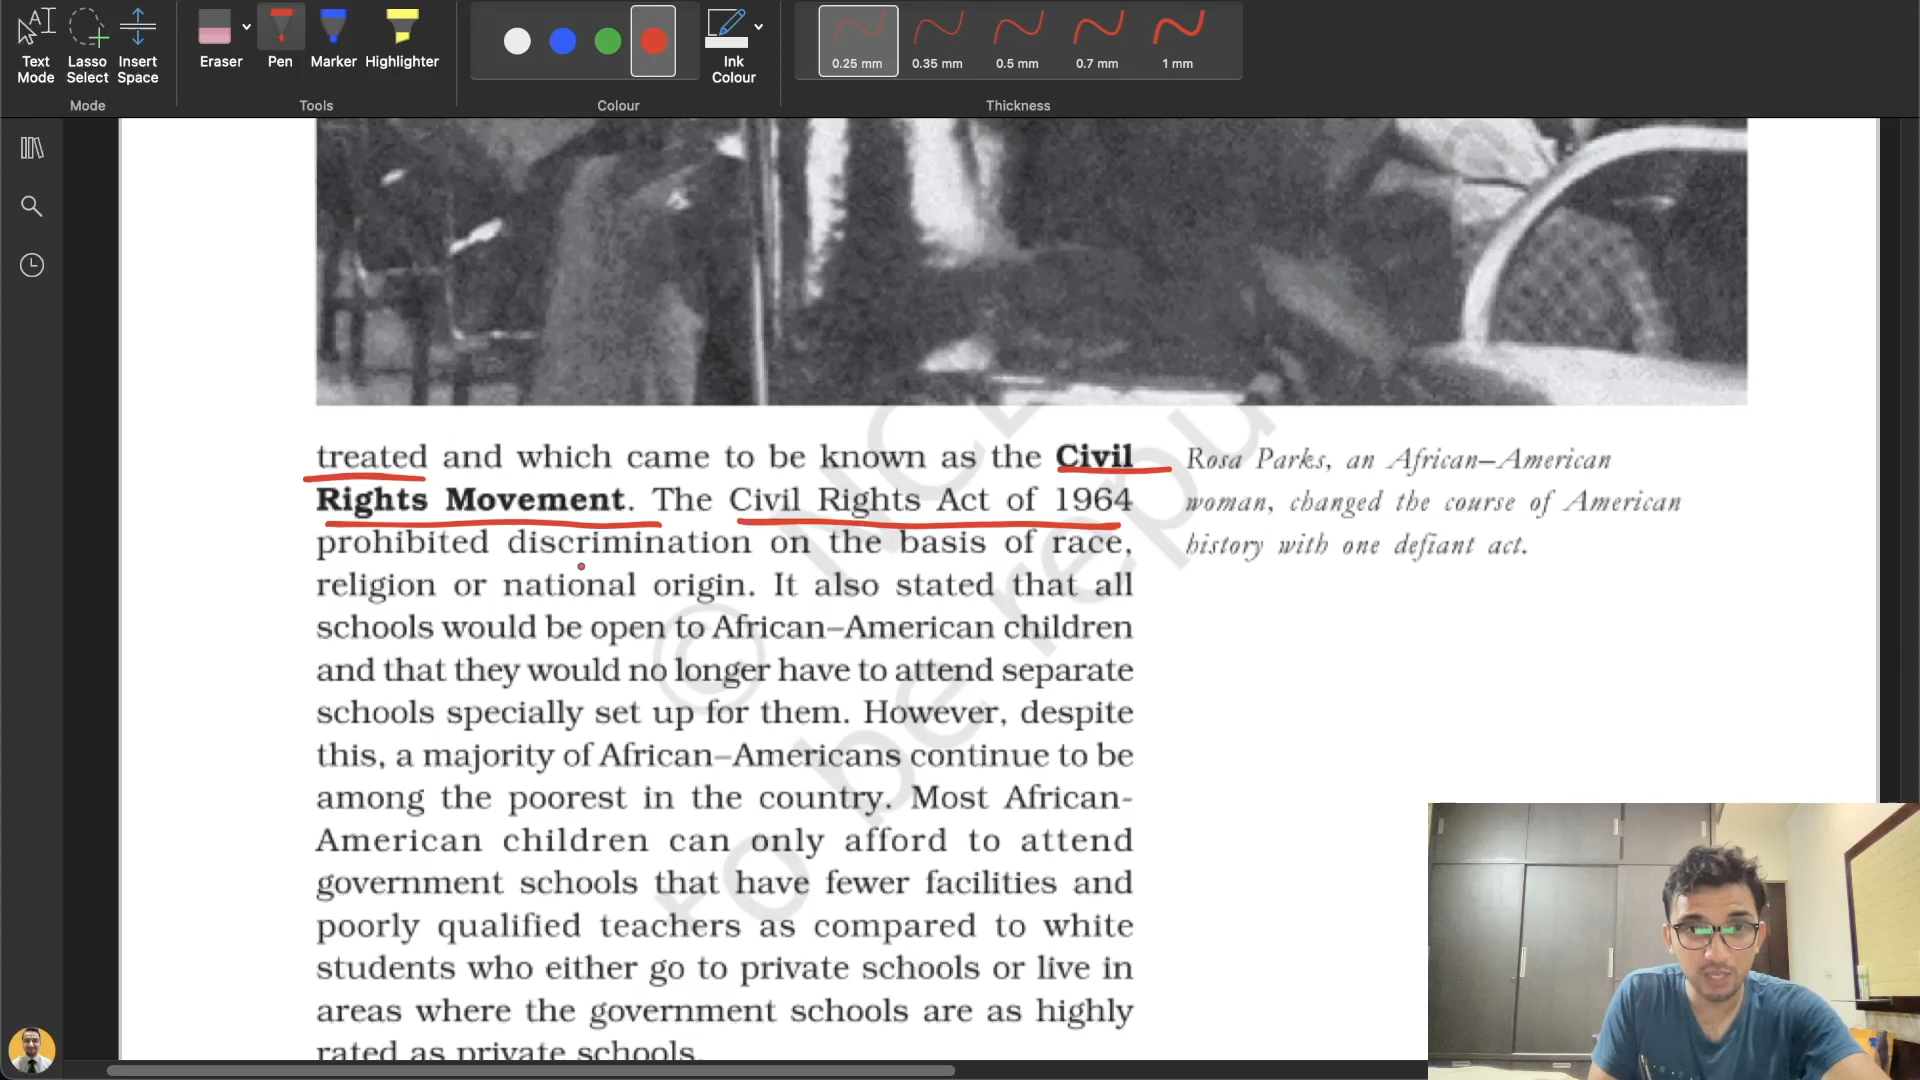 Text
Mode
Lasso
Select
Insert
Space
Mode
Eraser
Pen
Marker
Highlighter
Tools
Colour
Ink
Colour
0.25 mm
0.35 mm
0.5 mm
0.7 mm
1 mm
Thickness
treated and which came to be known as the Civil
Rights Movement. The Civil Rights Act of 1964
prohibited discrimination on the basis of race,
religion or national origin. It also stated that all
schools would be open to African–American children
and that they would no longer have to attend separate
schools specially set up for them. However, despite
this, a majority of African–Americans continue to be
among the poorest in the country. Most African-
American children can only afford to attend
government schools that have fewer facilities and
poorly qualified teachers as compared to white
students who either go to private schools or live in
areas where the government schools are as highly
rated as private schools.
Rosa Parks, an African–American
woman, changed the course of American
history with one defiant act.
© NCE
to be repu